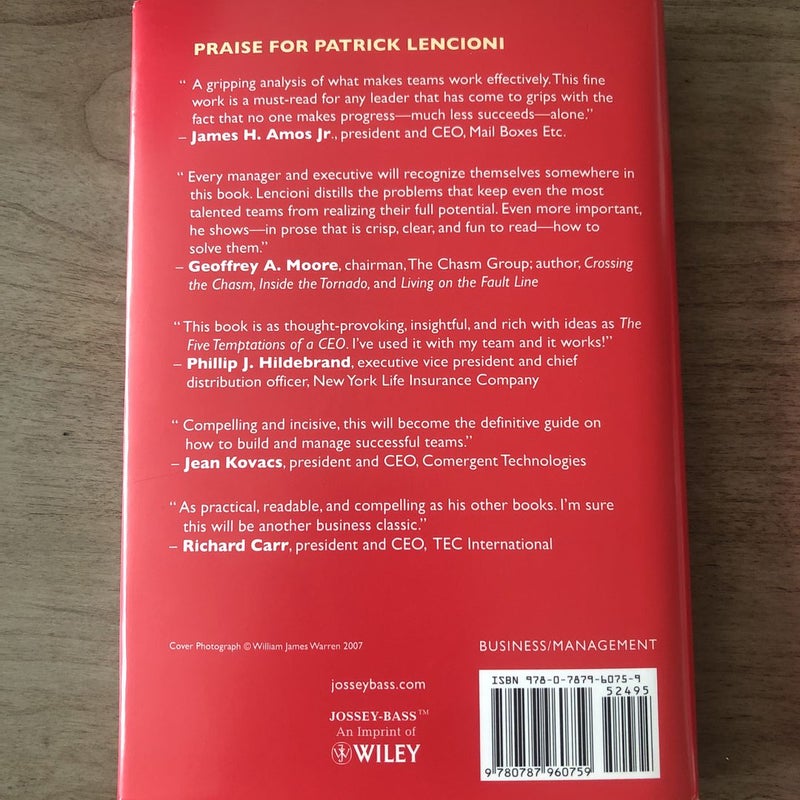 PRAISE FOR PATRICK LENCIONI
“ A gripping analysis of what makes teams work effectively. This fine
work is a must-read for any leader that has come to grips with the
fact that no one makes progress—much less succeeds—alone.”
– James H. Amos Jr., president and CEO, Mail Boxes Etc.
“ Every manager and executive will recognize themselves somewhere in
this book. Lencioni distills the problems that keep even the most
talented teams from realizing their full potential. Even more important,
he shows—in prose that is crisp, clear, and fun to read—how to
solve them.”
– Geoffrey A. Moore, chairman, The Chasm Group; author, Crossing
the Chasm, Inside the Tornado, and Living on the Fault Line
“ This book is as thought-provoking, insightful, and rich with ideas as The
Five Temptations of a CEO. I’ve used it with my team and it works!”
– Phillip J. Hildebrand, executive vice president and chief
distribution officer, New York Life Insurance Company
“ Compelling and incisive, this will become the definitive guide on
how to build and manage successful teams.”
– Jean Kovacs, president and CEO, Comergent Technologies
“ As practical, readable, and compelling as his other books. I’m sure
this will be another business classic.”
– Richard Carr, president and CEO, TEC International
Cover Photograph © William James Warren 2007
BUSINESS/MANAGEMENT
josseybass.com
JOSSEY-BASS™
An Imprint of
WILEY
ISBN 978-0-7879-6075-9
52495
9 780787 960759